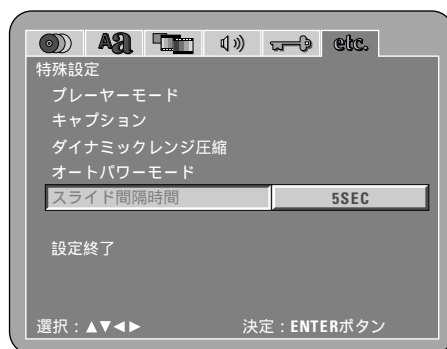 Aあ etc.
特殊設定
プレーヤーモード
キャプション
ダイナミックレンジ圧縮
オートパワーモード
スライド間隔時間 5SEC
設定終了
選択：▲▼◀▶ 決定：ENTERボタン